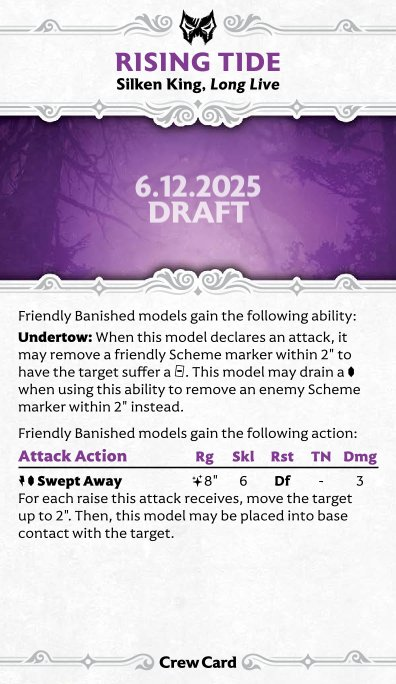 RISING TIDE
Silken King, Long Live
6.12.2025
DRAFT
Friendly Banished models gain the following ability:
Undertow: When this model declares an attack, it
may remove a friendly Scheme marker within 2" to
have the target suffer a . This model may drain a
when using this ability to remove an enemy Scheme
marker within 2" instead.
Friendly Banished models gain the following action:
Attack Action Rg Skl Rst TN Dmg
Swept Away 8" 6 Df - 3
For each raise this attack receives, move the target
up to 2". Then, this model may be placed into base
contact with the target.
Crew Card